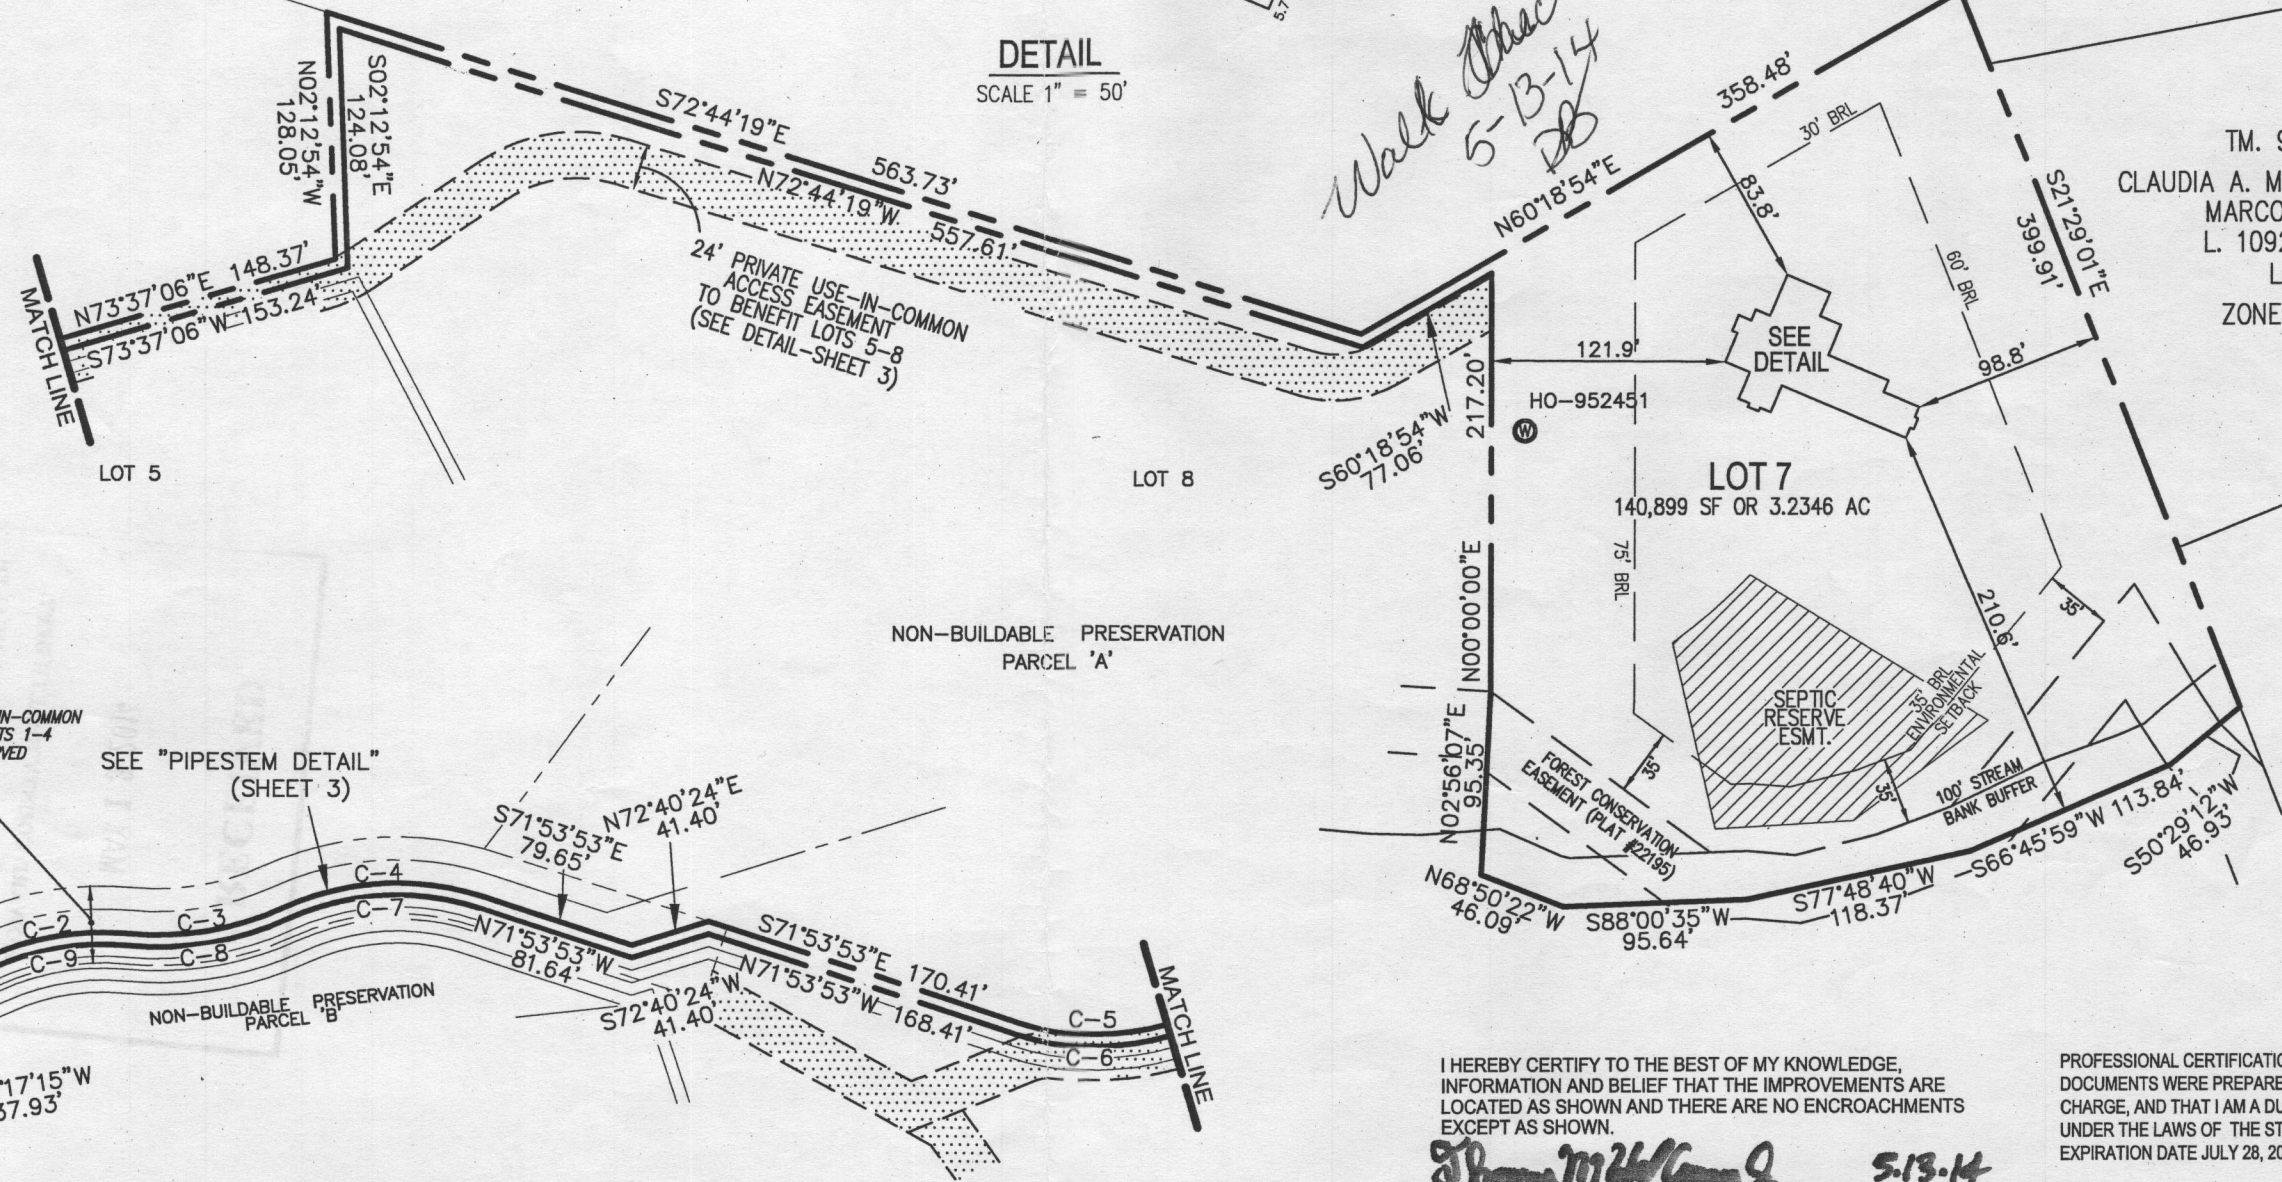 5.7
DETAIL
SCALE 1" = 50'
Walk
5-13-14
DB
N02°12'54"W
128.05'
S02°12'54"E
124.08'
S72°44'19"E
563.73'
N72°44'19"W
557.61'
24' PRIVATE USE-IN-COMMON
ACCESS EASEMENT
TO BENEFIT LOTS 5-8
(SEE DETAIL-SHEET 3)
N73°37'06"E 148.37'
S73°37'06"W 153.24'
MATCH LINE
LOT 5
LOT 8
N60°18'54"E
358.48'
30' BRL
83.8'
60' BRL
S21°29'01"E
399.91'
TM. S
CLAUDIA A. M
MARCO
L. 1092
L
ZONE
SEE
DETAIL
121.9'
98.8'
217.20'
HO-952451
W
S60°18'54"W
77.06'
LOT 7
140,899 SF OR 3.2346 AC
75' BRL
N00°00'00"E
210.6'
35'
NON-BUILDABLE PRESERVATION
PARCEL 'A'
SEPTIC
RESERVE
ESMT.
35' BRL
ENVIRONMENTAL
SETBACK
N02°56'07"E
95.35'
35'
FOREST CONSERVATION
EASEMENT (PLAT #22195)
35'
100' STREAM
BANK BUFFER
N68°50'22"W
46.09'
S88°00'35"W
95.64'
S77°48'40"W
118.37'
S66°45'59"W 113.84'
S50°29'12"W
46.93'
IN-COMMON
TS 1-4
VED
SEE "PIPESTEM DETAIL"
(SHEET 3)
S71°53'53"E
79.65'
N72°40'24"E
41.40'
C-4
C-7
C-2
C-3
C-9
C-8
N71°53'53"W
81.64'
S71°53'53"E 170.41'
N71°53'53"W 168.41'
S72°40'24"W
41.40'
NON-BUILDABLE PRESERVATION
PARCEL 'B'
C-5
C-6
MATCH LINE
°17'15"W
37.93'
I HEREBY CERTIFY TO THE BEST OF MY KNOWLEDGE,
INFORMATION AND BELIEF THAT THE IMPROVEMENTS ARE
LOCATED AS SHOWN AND THERE ARE NO ENCROACHMENTS
EXCEPT AS SHOWN.
5.13.14
PROFESSIONAL CERTIFICATIO
DOCUMENTS WERE PREPARE
CHARGE, AND THAT I AM A DU
UNDER THE LAWS OF THE ST
EXPIRATION DATE JULY 28, 20